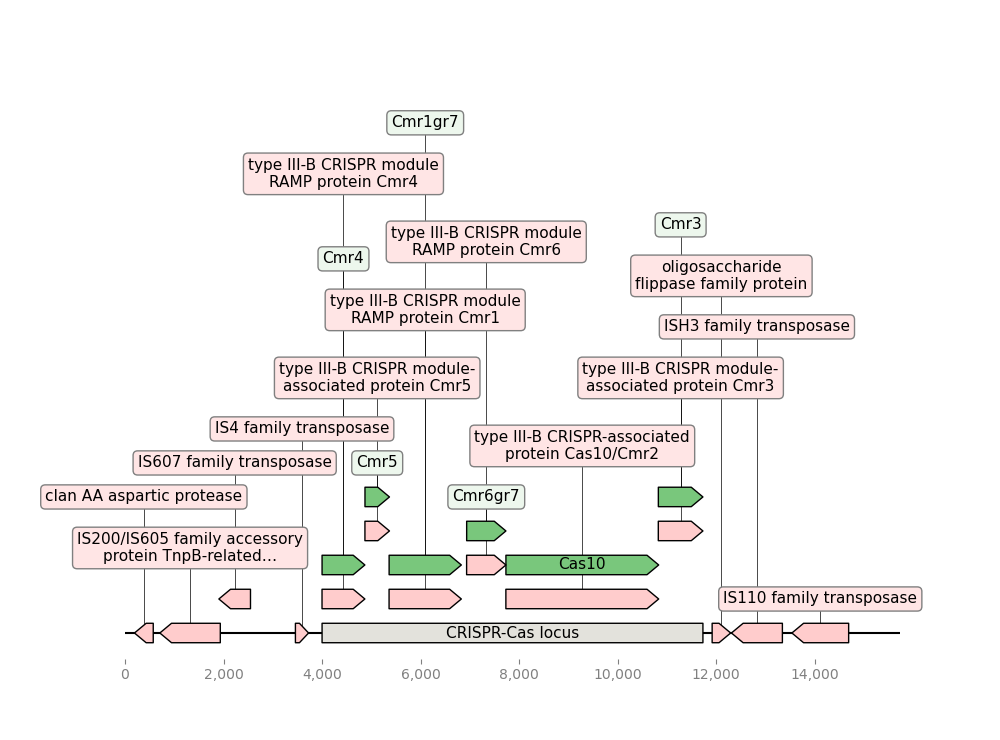 Cmr1gr7
type III-B CRISPR module
RAMP protein Cmr4
Cmr3
type III-B CRISPR module
RAMP protein Cmr6
Cmr4
oligosaccharide
flippase family protein
type III-B CRISPR module
RAMP protein Cmr1
ISH3 family transposase
type III-B CRISPR module-
associated protein Cmr5
type III-B CRISPR module-
associated protein Cmr3
IS4 family transposase
type III-B CRISPR-associated
protein Cas10/Cmr2
IS607 family transposase
Cmr5
clan AA aspartic protease
Cmr6gr7
IS200/IS605 family accessory
protein TnpB-related...
Cas10
IS110 family transposase
CRISPR-Cas locus
0
2,000
4,000
6,000
8,000
10,000
12,000
14,000